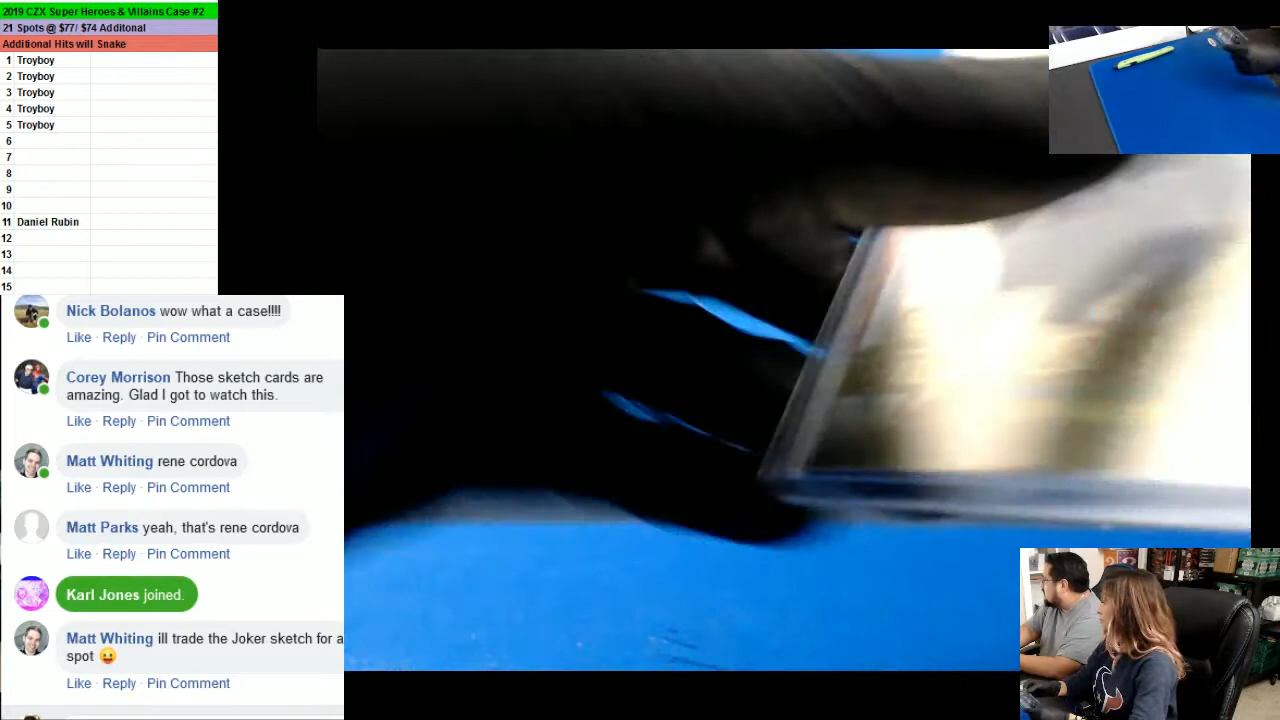 2019 CZX Super Heroes & Villains Case #2
21 Spots @ $77/ $74 Additonal
Additional Hits will Snake
1 Troyboy
2 Troyboy
3 Troyboy
4 Troyboy
5 Troyboy
6
7
8
9
10
11 Daniel Rubin
12
13
14
15
Nick Bolanos wow what a case!!!!
Like · Reply · Pin Comment
Corey Morrison Those sketch cards are
amazing. Glad I got to watch this.
Like · Reply · Pin Comment
Matt Whiting rene cordova
Like · Reply · Pin Comment
Matt Parks yeah, that's rene cordova
Like · Reply · Pin Comment
Karl Jones joined.
Matt Whiting ill trade the Joker sketch for a
spot 😛
Like · Reply · Pin Comment